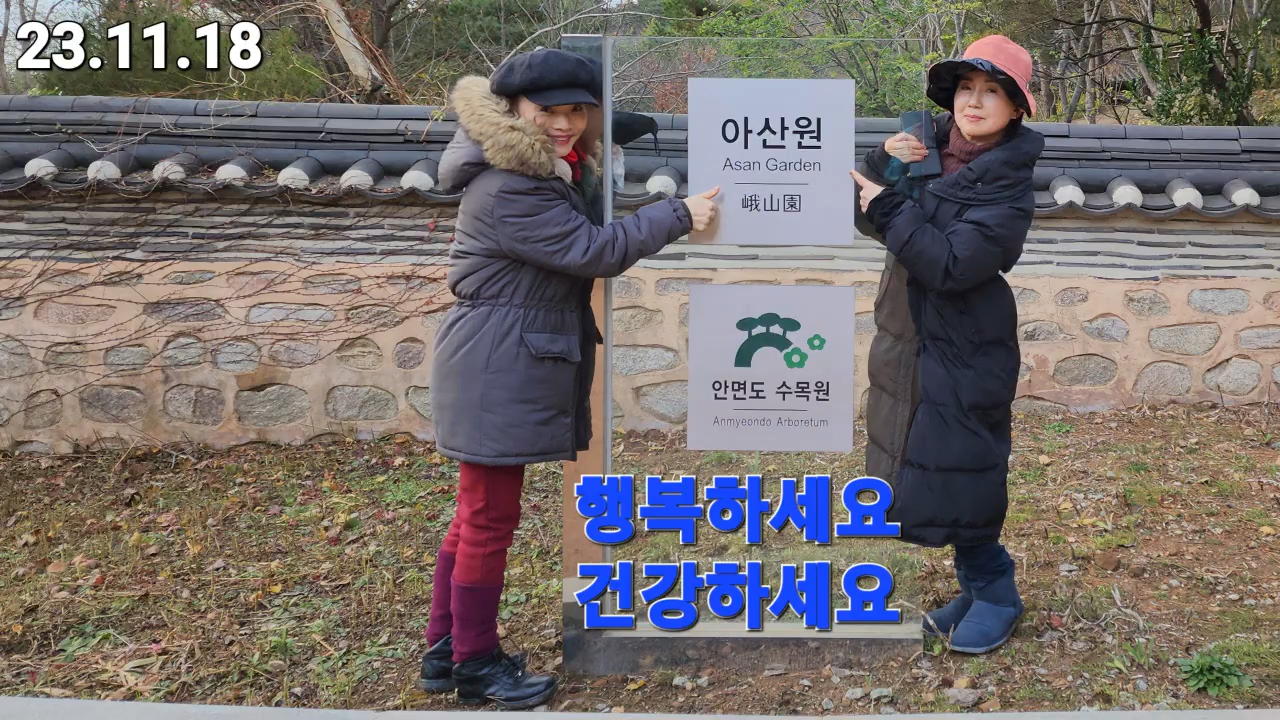 23.11.18
아산원
Asan Garden
峨山園
안면도 수목원
Anmyeondo Arboretum
행복하세요
건강하세요